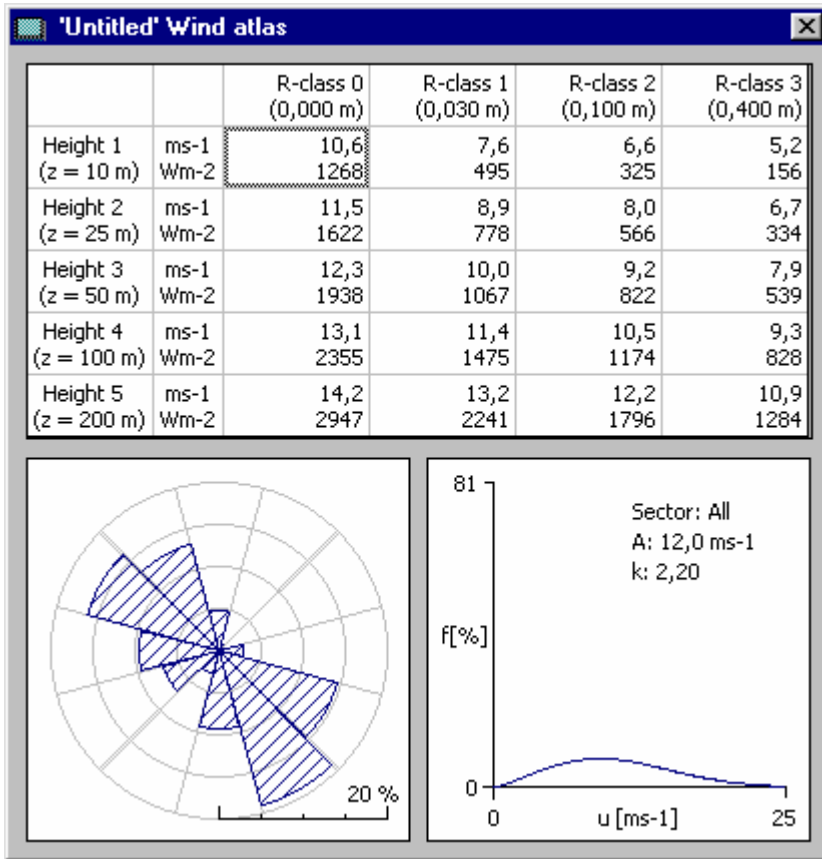 'Untitled' Wind atlas
R-class 0 R-class 1 R-class 2 R-class 3
(0,000 m) (0,030 m) (0,100 m) (0,400 m)
Height 1 ms-1 10,6 7,6 6,6 5,2
(z = 10 m) Wm-2 1268 495 325 156
Height 2 ms-1 11,5 8,9 8,0 6,7
(z = 25 m) Wm-2 1622 778 566 334
Height 3 ms-1 12,3 10,0 9,2 7,9
(z = 50 m) Wm-2 1938 1067 822 539
Height 4 ms-1 13,1 11,4 10,5 9,3
(z = 100 m) Wm-2 2355 1475 1174 828
Height 5 ms-1 14,2 13,2 12,2 10,9
(z = 200 m) Wm-2 2947 2241 1796 1284
20 %
81
Sector: All
A: 12,0 ms-1
k: 2,20
f[%]
0
0 u [ms-1] 25